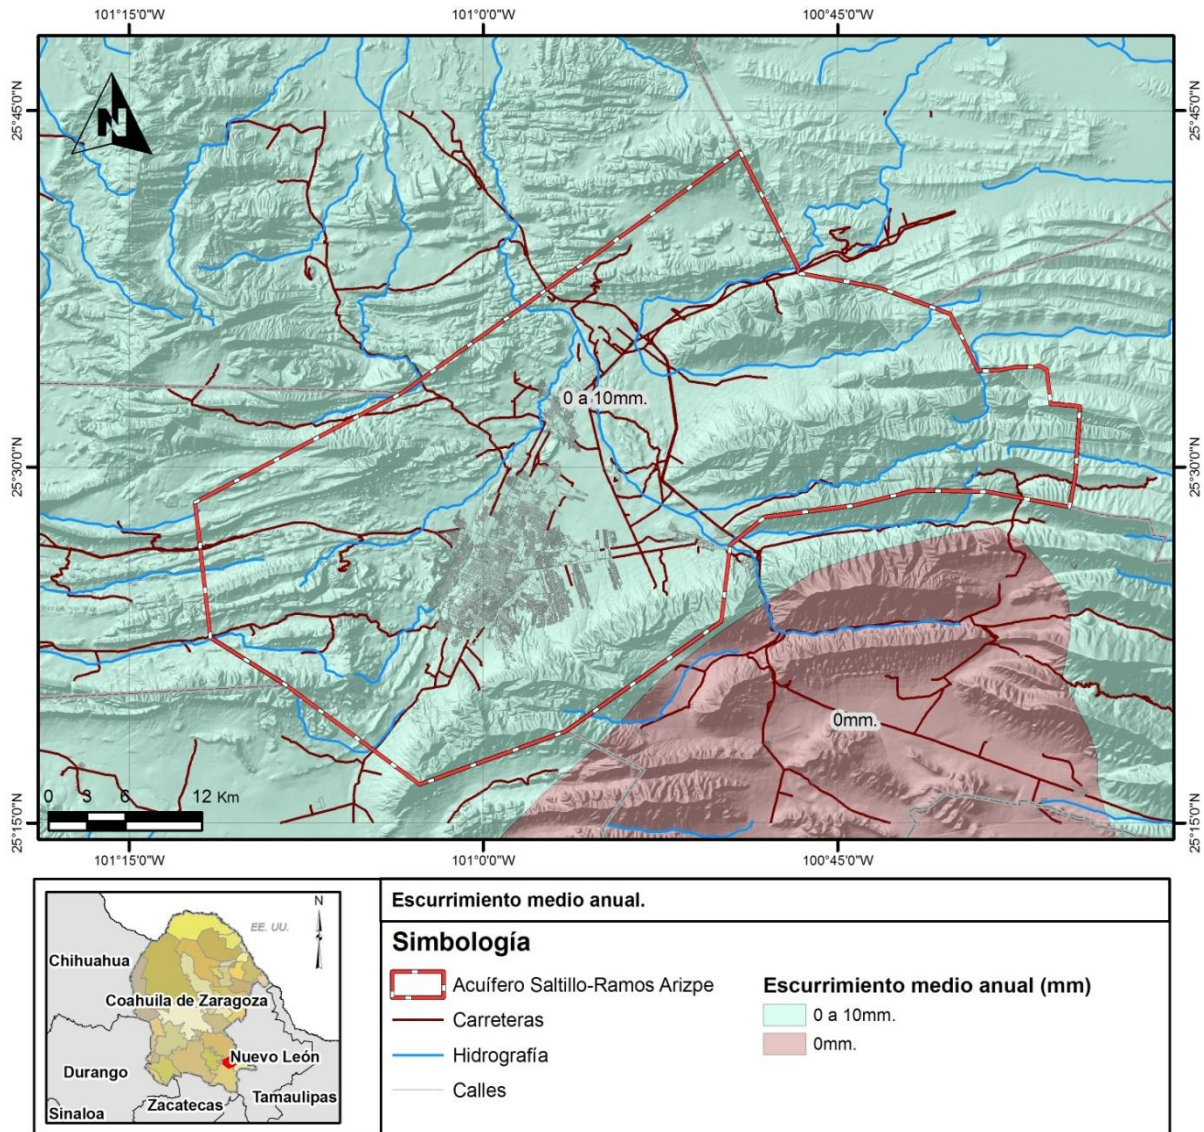 101°15'0"W 101°0'0"W 100°45'0"W
25°45'0"N 25°45'0"N
N
0 a 10mm.
25°30'0"N 25°30'0"N
0mm.
0 3 6 12 Km
25°15'0"N 25°15'0"N
101°15'0"W 101°0'0"W 100°45'0"W
N
EE. UU.
Chihuahua
Coahuila de Zaragoza
Nuevo León
Durango
Tamaulipas
Zacatecas
Sinaloa
Escurrimiento medio anual.
Simbología
Acuífero Saltillo-Ramos Arizpe
Carreteras
Hidrografía
Calles
Escurrimiento medio anual (mm)
0 a 10mm.
0mm.